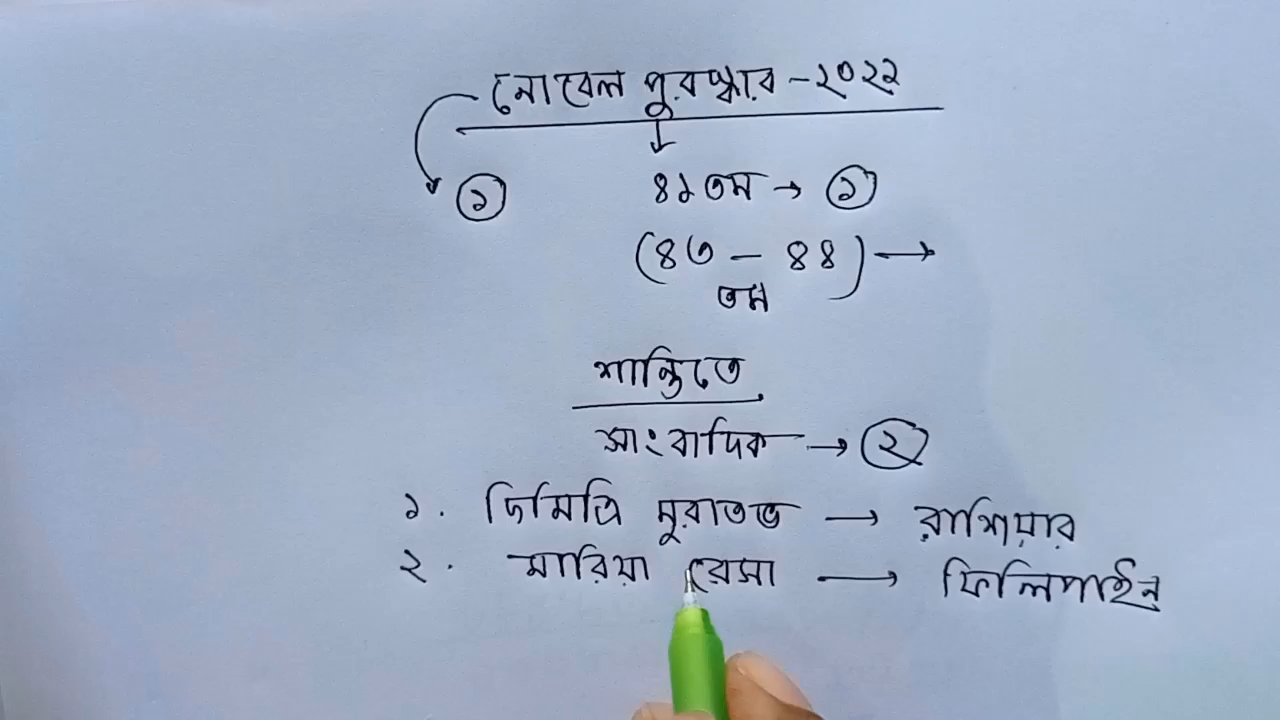 নোবেল পুরস্কার - ২০২২
১ ৪১তম → ১
(৪৩ - ৪৪) →
তম
শান্তিতে
সাংবাদিক → ২
১. দিমিত্রি মুরাতভ → রাশিয়ার
২. মারিয়া রেসা → ফিলিপাইন